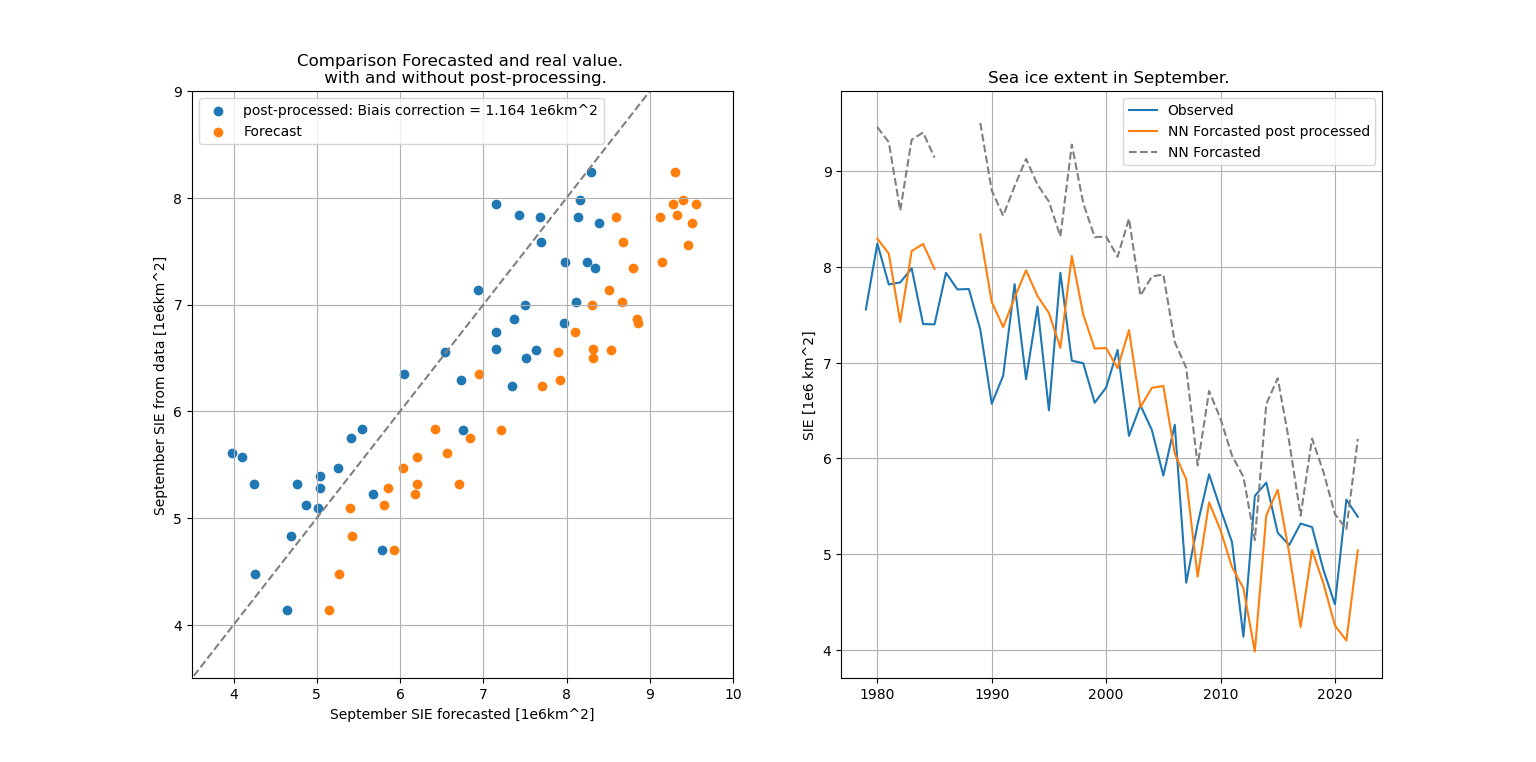 Comparison Forecasted and real value.
with and without post-processing.
post-processed: Biais correction = 1.164 1e6km^2
Forecast
9
8
7
6
5
4
September SIE from data [1e6km^2]
4 5 6 7 8 9 10
September SIE forecasted [1e6km^2]
Sea ice extent in September.
Observed
NN Forcasted post processed
NN Forcasted
9
8
7
6
5
4
SIE [1e6 km^2]
1980 1990 2000 2010 2020